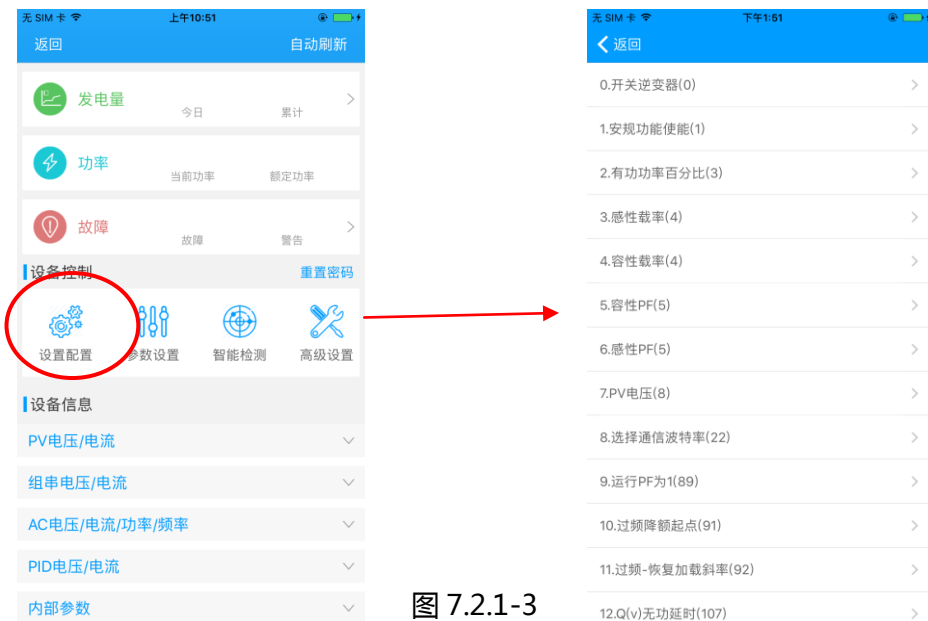 无 SIM 卡 上午10:51
返回 自动刷新
发电量 今日 累计
功率 当前功率 额定功率
故障 故障 警告
设备控制 重置密码
设置配置 参数设置 智能检测 高级设置
设备信息
PV电压/电流
组串电压/电流
AC电压/电流/功率/频率
PID电压/电流
内部参数
图 7.2.1-3
无 SIM 卡 下午1:51
返回
0.开关逆变器(0)
1.安规功能使能(1)
2.有功功率百分比(3)
3.感性载率(4)
4.容性载率(4)
5.容性PF(5)
6.感性PF(5)
7.PV电压(8)
8.选择通信波特率(22)
9.运行PF为1(89)
10.过频降额起点(91)
11.过频-恢复加载斜率(92)
12.Q(v)无功延时(107)